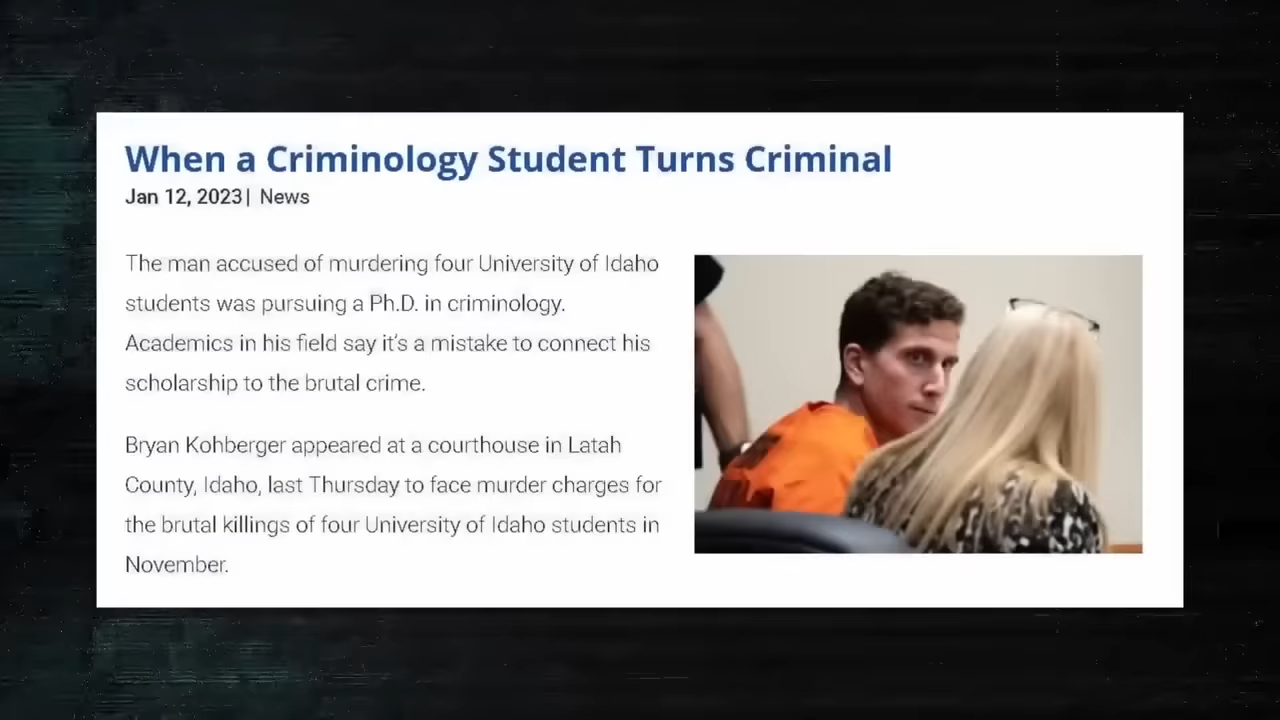 When a Criminology Student Turns Criminal
Jan 12, 2023| News
The man accused of murdering four University of Idaho
students was pursuing a Ph.D. in criminology.
Academics in his field say it’s a mistake to connect his
scholarship to the brutal crime.
Bryan Kohberger appeared at a courthouse in Latah
County, Idaho, last Thursday to face murder charges for
the brutal killings of four University of Idaho students in
November.